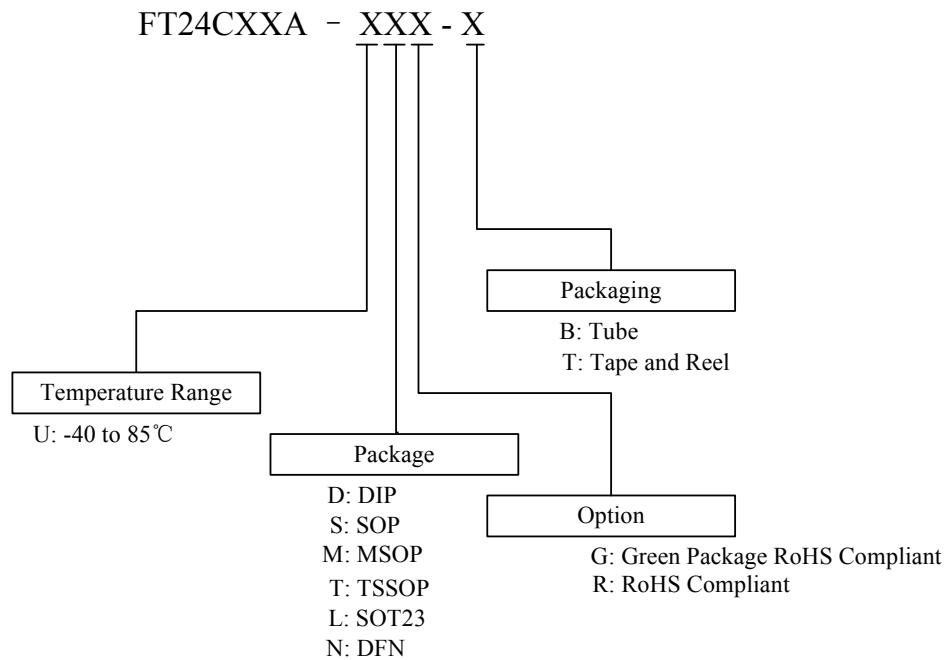 FT24CXXA - XXX - X
Packaging
B: Tube
T: Tape and Reel
Temperature Range
U: -40 to 85℃
Package
D: DIP
S: SOP
M: MSOP
T: TSSOP
L: SOT23
N: DFN
Option
G: Green Package RoHS Compliant
R: RoHS Compliant